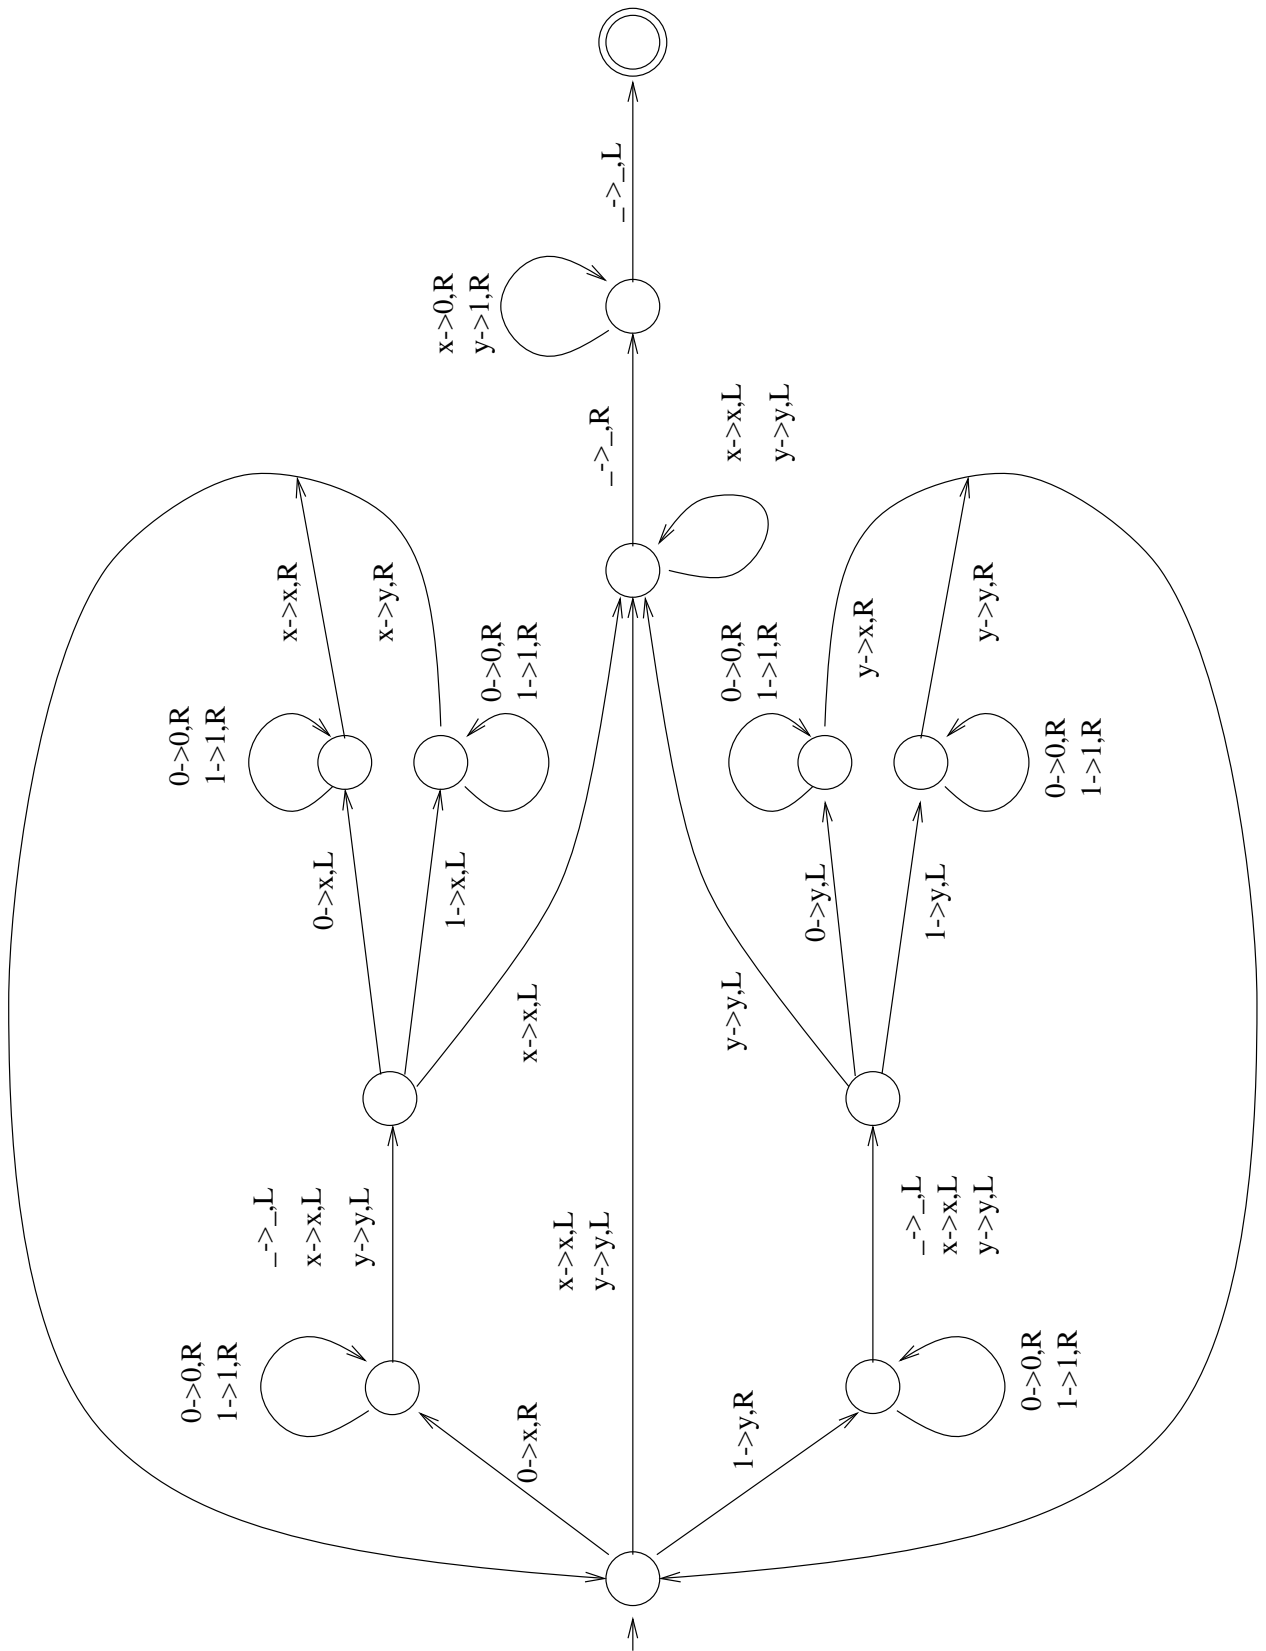 _->_,L
x->0,R
y->1,R
_->_,R
x->x,L
y->y,L
x->x,R
x->y,R
y->x,R
y->y,R
0->0,R
1->1,R
0->0,R
1->1,R
0->0,R
1->1,R
0->0,R
1->1,R
0->x,L
1->x,L
0->y,L
1->y,L
x->x,L
y->y,L
_->_,L
x->x,L
y->y,L
x->x,L
y->y,L
_->_,L
x->x,L
y->y,L
0->0,R
1->1,R
0->x,R
1->y,R
0->0,R
1->1,R